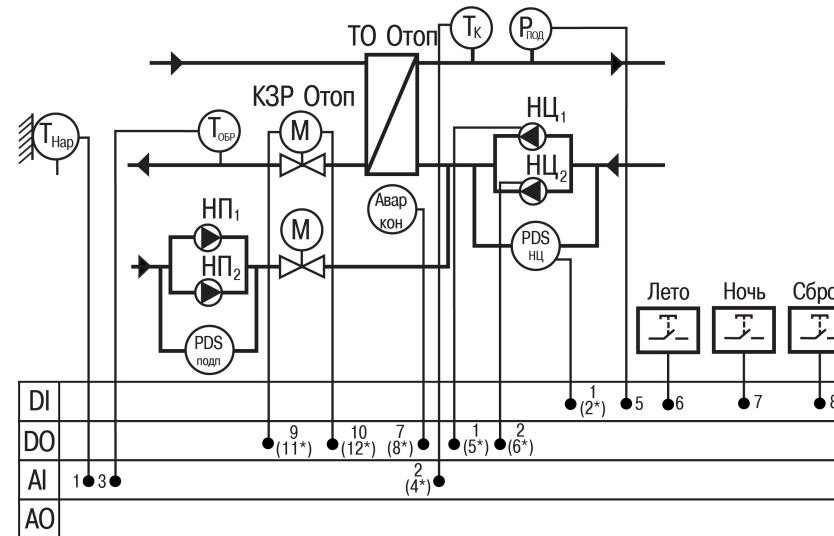 ТО Отоп
Tк
Pпод
КЗР Отоп
НЦ1
TНар
TОБР
M
НЦ2
Авар
кон
НП1
M
PDS
НЦ
НП2
Лето
Ночь
Сбро
PDS
подп
DI
1
(2*)
5
6
7
8
DO
9
(11*)
10
(12*)
7
(8*)
1
(5*)
2
(6*)
AI
1
3
2
(4*)
AO